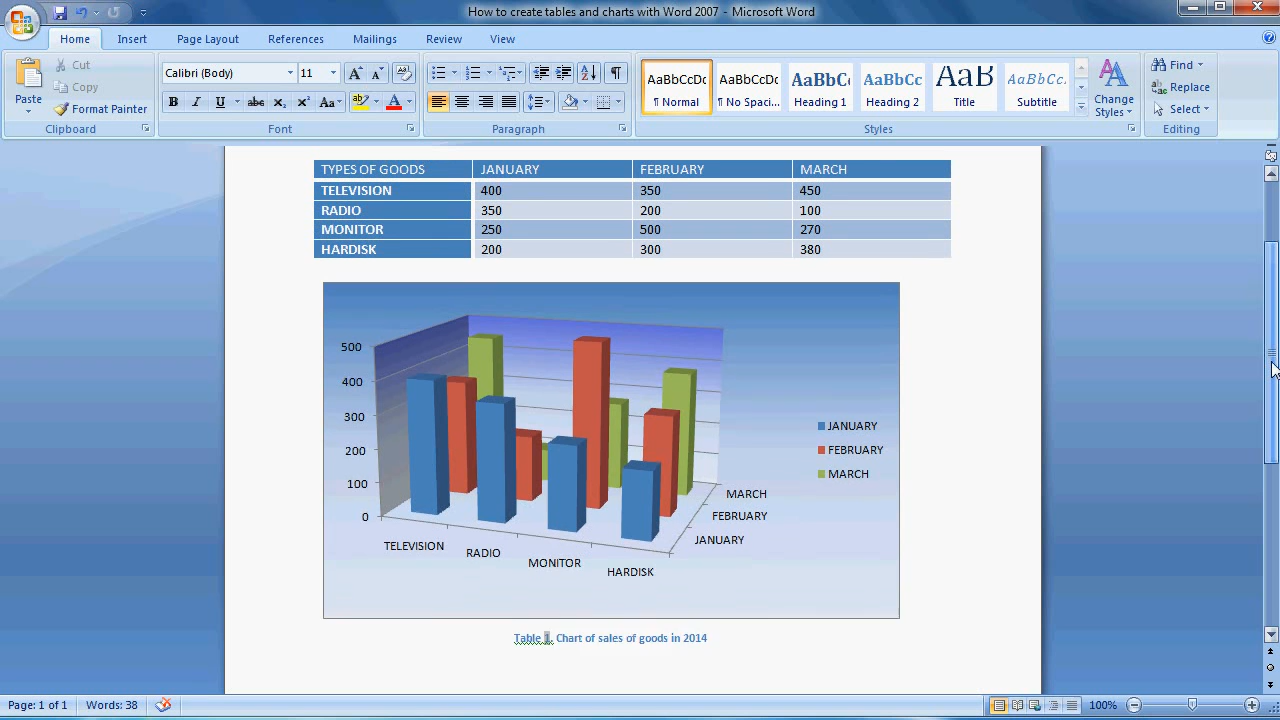 How to create tables and charts with Word 2007 - Microsoft Word
Home Insert Page Layout References Mailings Review View
Paste
Cut
Copy
Format Painter
Clipboard
Calibri (Body) 11
Font
Paragraph
AaBbCcDc AaBbCcDc AaBbCc AaBbCc AaB AaBbCc.
¶ Normal ¶ No Spaci... Heading 1 Heading 2 Title Subtitle
Change
Styles
Styles
Find
Replace
Select
Editing
TYPES OF GOODS JANUARY FEBRUARY MARCH
TELEVISION 400 350 450
RADIO 350 200 100
MONITOR 250 500 270
HARDISK 200 300 380
500
400
300
200
100
0
TELEVISION
RADIO
MONITOR
HARDISK
MARCH
FEBRUARY
JANUARY
JANUARY
FEBRUARY
MARCH
Table 1. Chart of sales of goods in 2014
Page: 1 of 1 Words: 38 100%